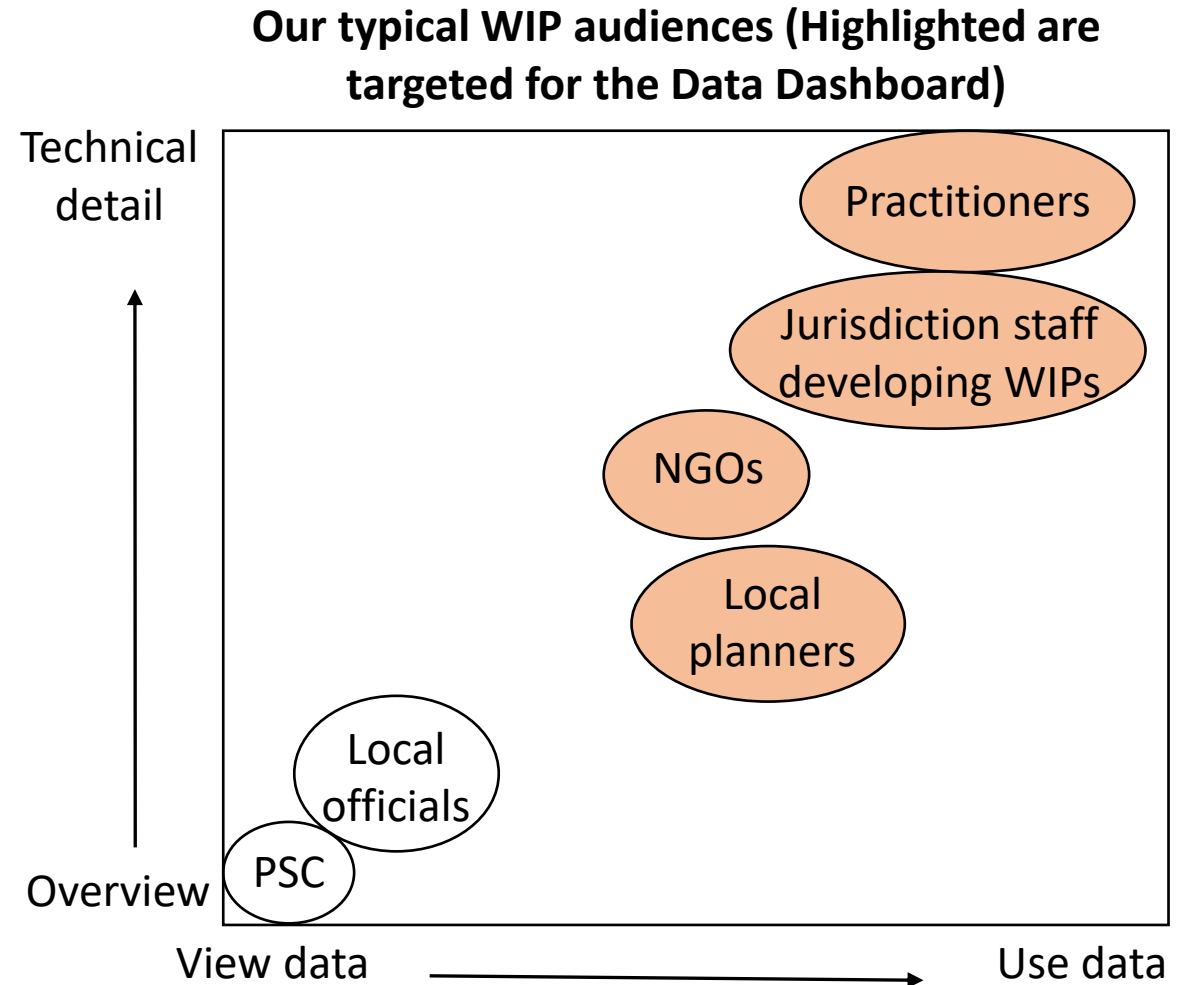 Our typical WIP audiences (Highlighted are
targeted for the Data Dashboard)
Technical
detail
Practitioners
Jurisdiction staff
developing WIPs
NGOs
Local
planners
Local
officials
PSC
Overview
View data
Use data